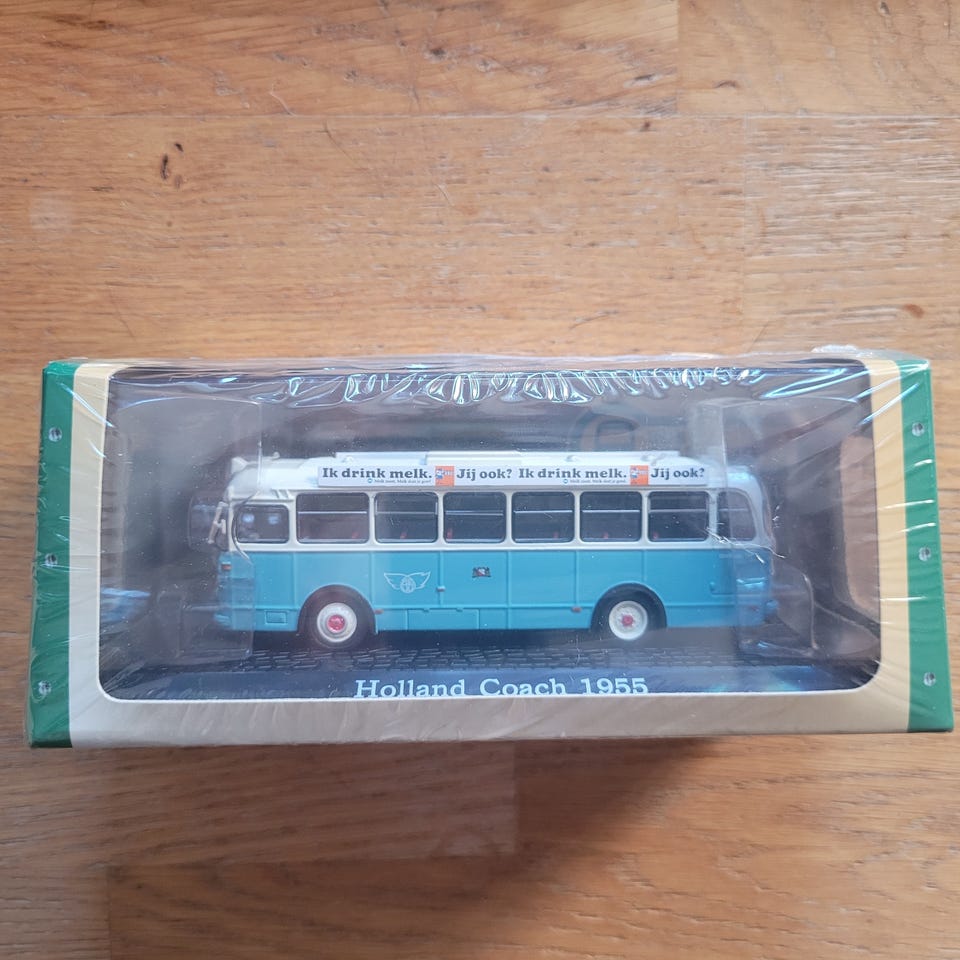 Ik drink melk. Jij ook? Ik drink melk. Jij ook?
Holland Coach 1955